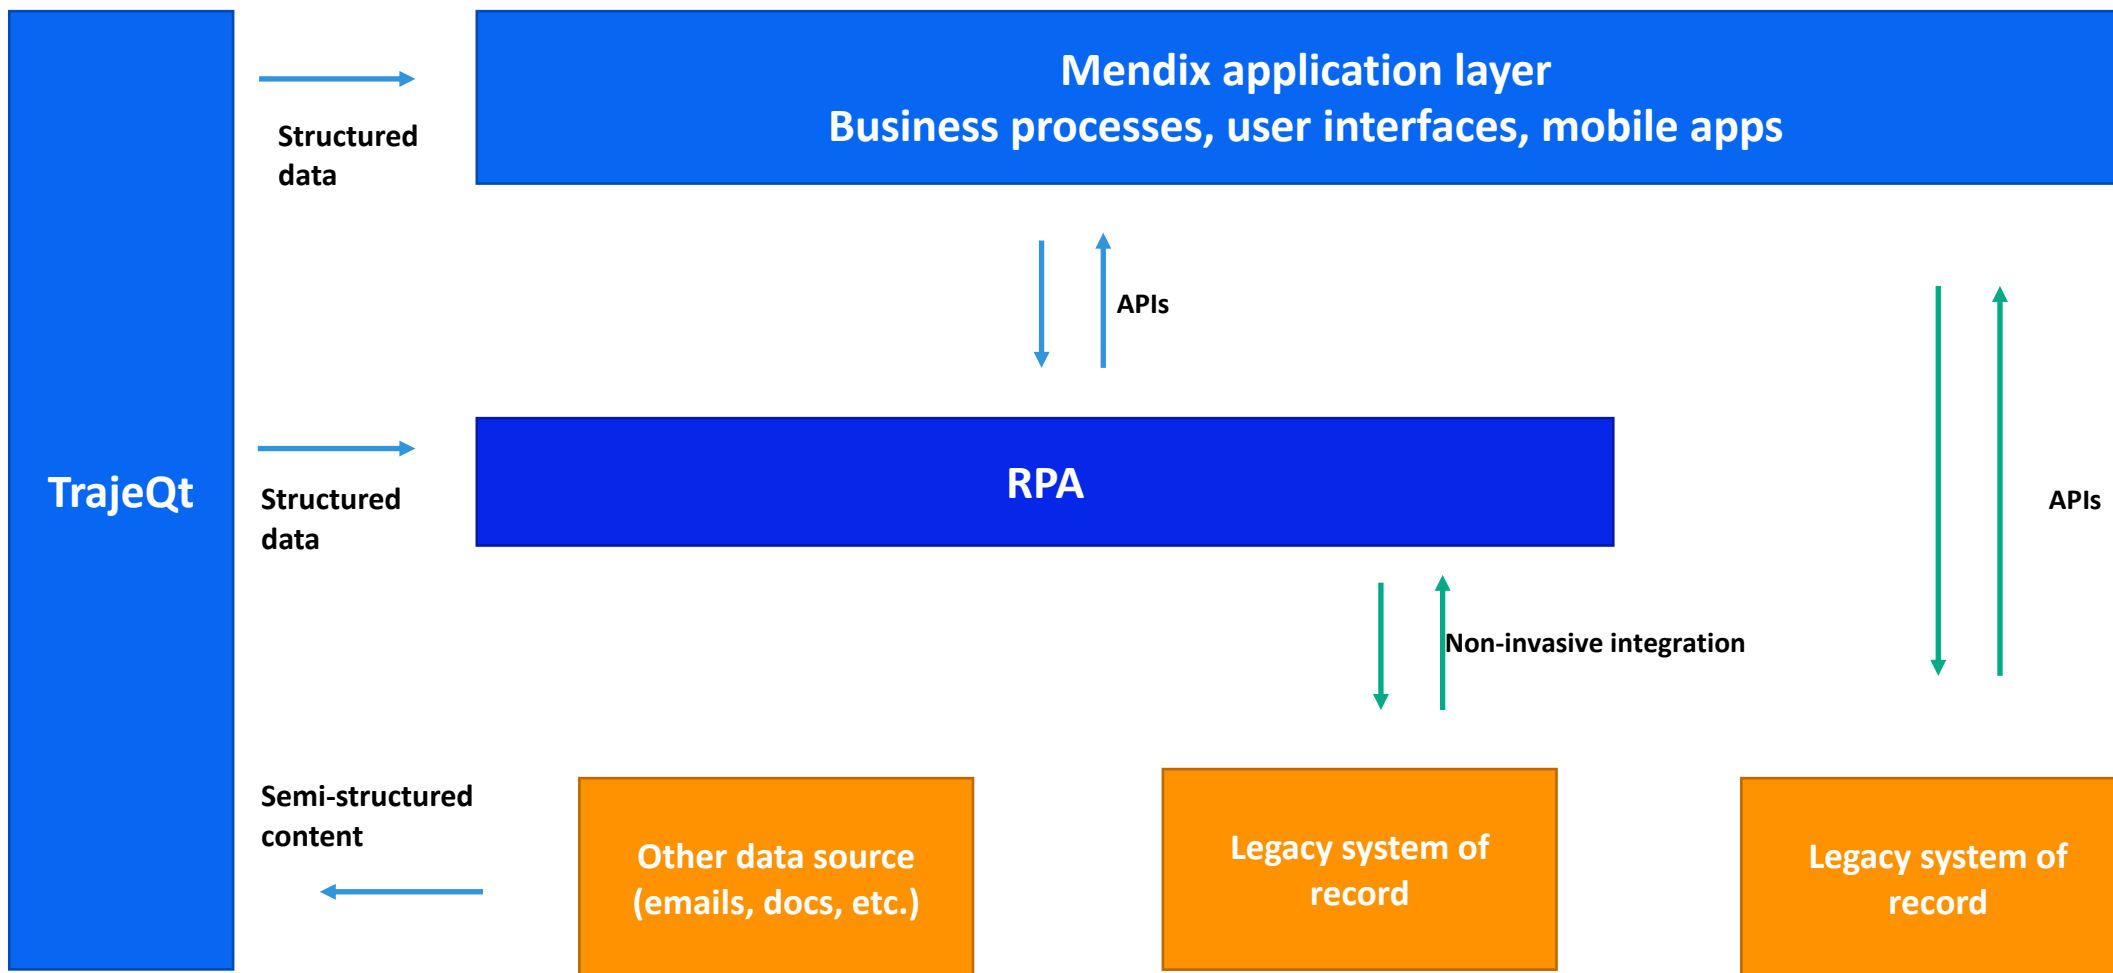 Mendix application layer
Business processes, user interfaces, mobile apps
Structured
data
APIs
TrajeQt
RPA
Structured
data
APIs
Non-invasive integration
Semi-structured
content
Other data source
(emails, docs, etc.)
Legacy system of
record
Legacy system of
record